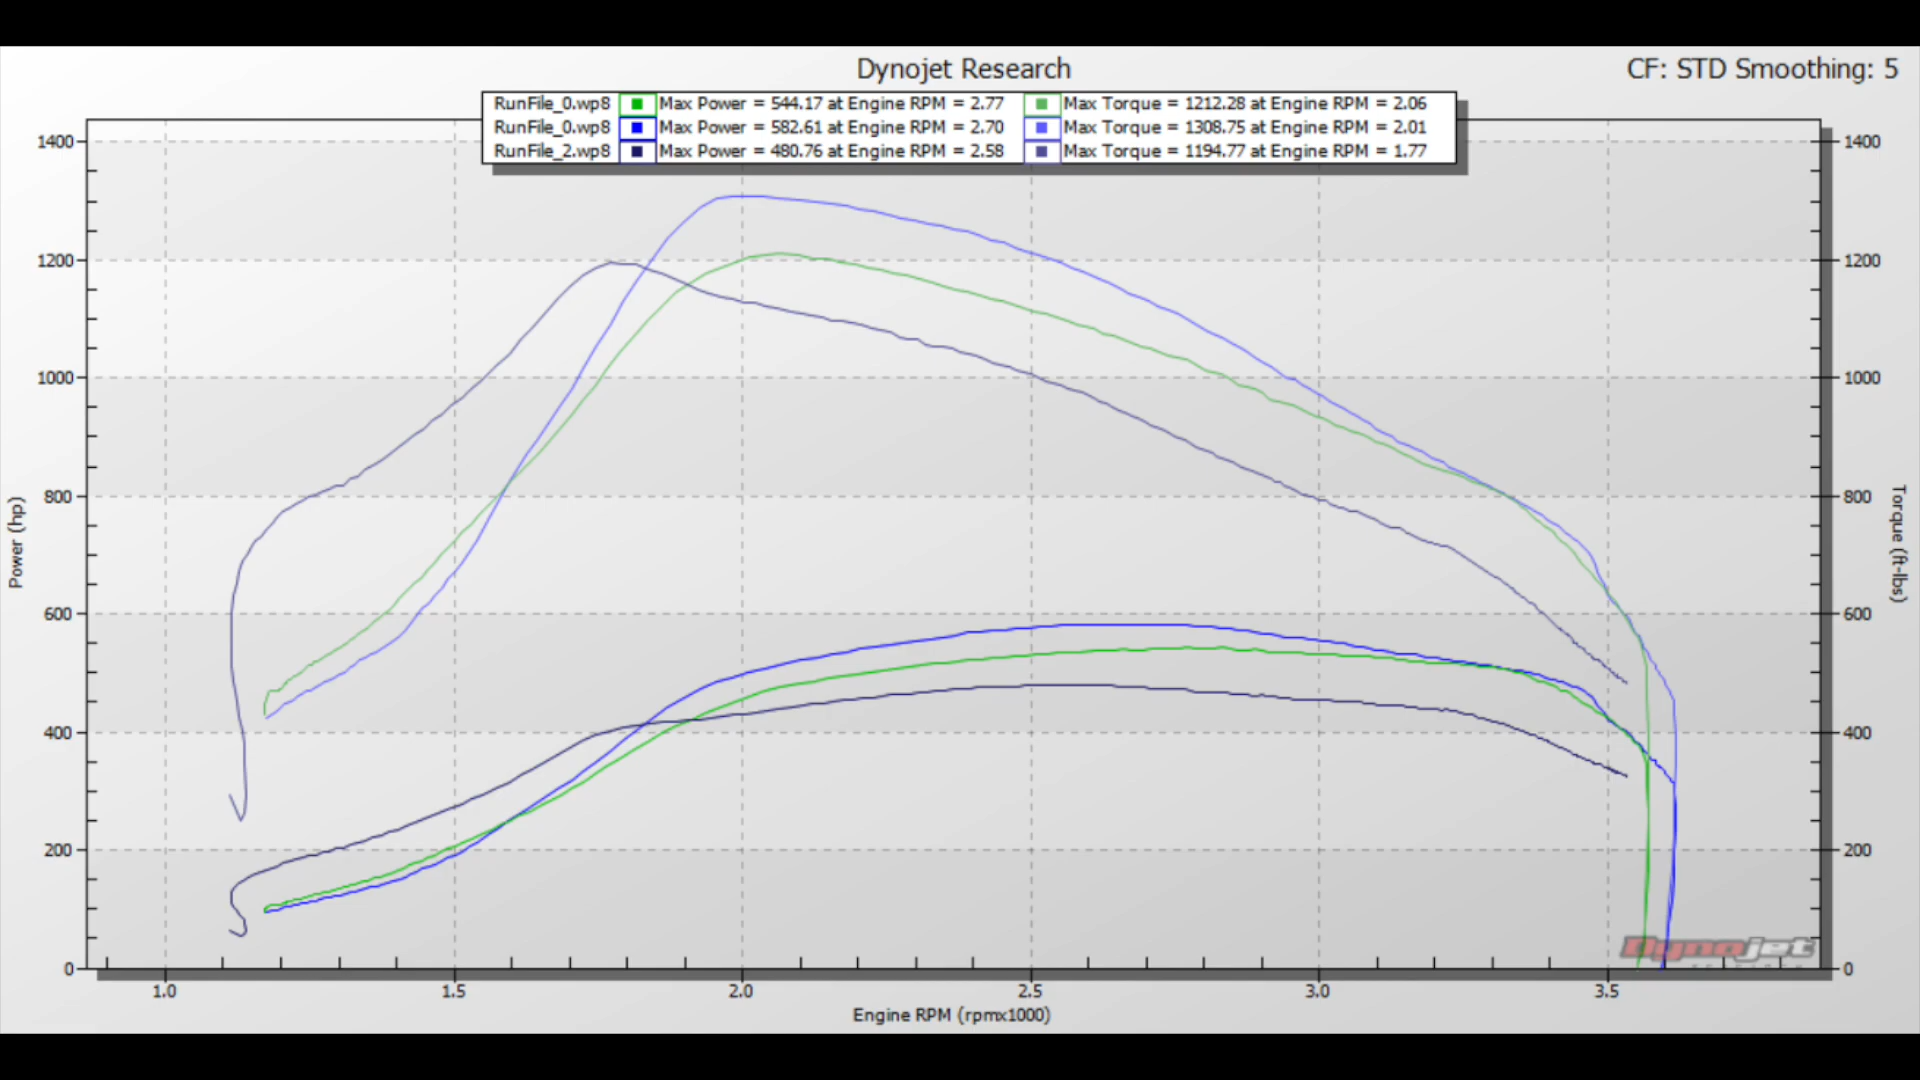 Dynojet Research
CF: STD Smoothing: 5
RunFile_0.wp8 Max Power = 544.17 at Engine RPM = 2.77 Max Torque = 1212.28 at Engine RPM = 2.06
RunFile_0.wp8 Max Power = 582.61 at Engine RPM = 2.70 Max Torque = 1308.75 at Engine RPM = 2.01
RunFile_2.wp8 Max Power = 480.76 at Engine RPM = 2.58 Max Torque = 1194.77 at Engine RPM = 1.77
1400 1400
1200 1200
1000 1000
800 800
600 600
400 400
200 200
0 0
Power (hp)
Torque (ft-lbs)
Dynojet
1.0 1.5 2.0 2.5 3.0 3.5
Engine RPM (rpmx1000)